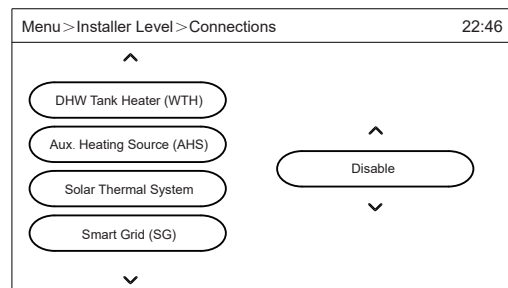 Menu＞Installer Level＞Connections 22:46
DHW Tank Heater (WTH)
Aux. Heating Source (AHS)
Solar Thermal System
Smart Grid (SG)
Disable